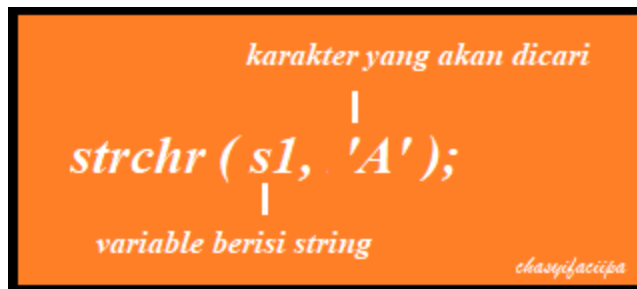 karakter yang akan dicari
strchr ( s1, 'A' );
variable berisi string
chasyifaciipa